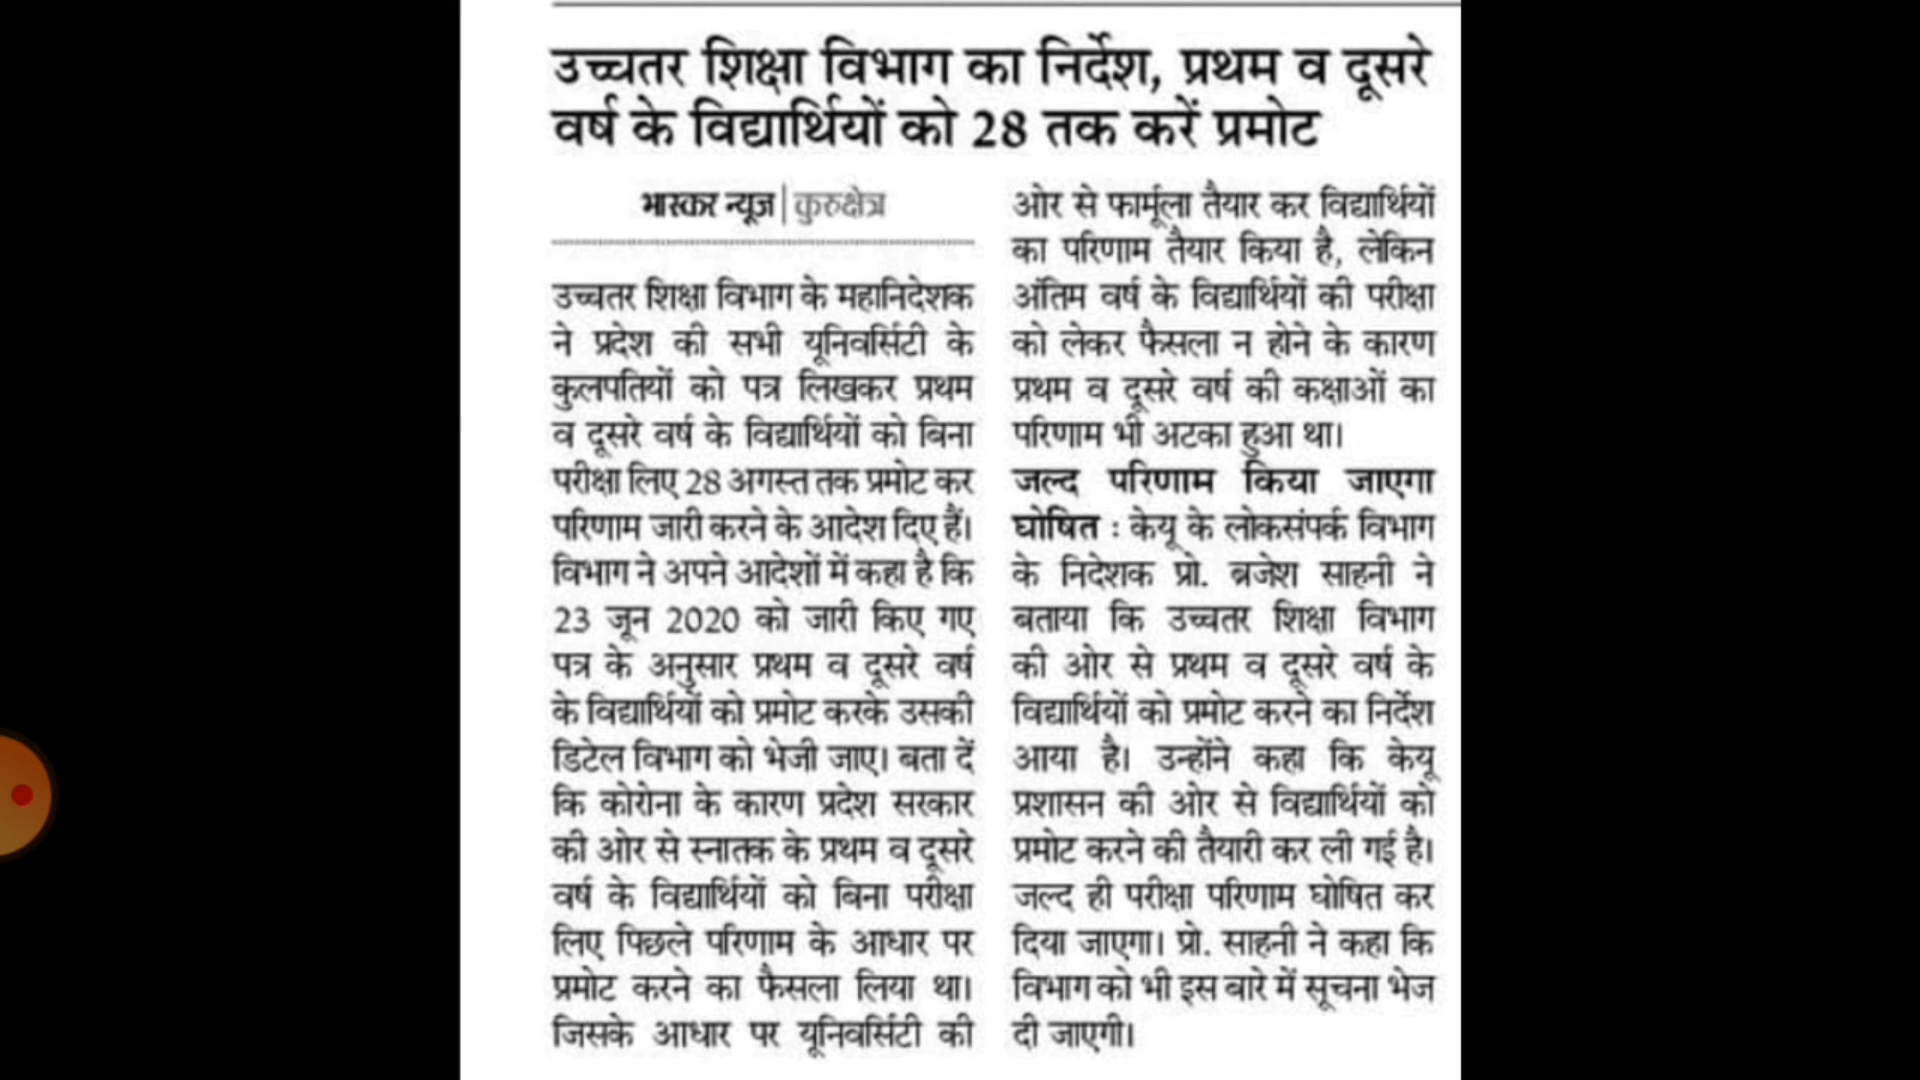 उच्चतर शिक्षा विभाग का निर्देश, प्रथम व दूसरे
वर्ष के विद्यार्थियों को 28 तक करें प्रमोट
भास्कर न्यूज | कुरुक्षेत्र
उच्चतर शिक्षा विभाग के महानिदेशक
ने प्रदेश की सभी यूनिवर्सिटी के
कुलपतियों को पत्र लिखकर प्रथम
व दूसरे वर्ष के विद्यार्थियों को बिना
परीक्षा लिए 28 अगस्त तक प्रमोट कर
परिणाम जारी करने के आदेश दिए हैं।
विभाग ने अपने आदेशों में कहा है कि
23 जून 2020 को जारी किए गए
पत्र के अनुसार प्रथम व दूसरे वर्ष
के विद्यार्थियों को प्रमोट करके उसकी
डिटेल विभाग को भेजी जाए। बता दें
कि कोरोना के कारण प्रदेश सरकार
की ओर से स्नातक के प्रथम व दूसरे
वर्ष के विद्यार्थियों को बिना परीक्षा
लिए पिछले परिणाम के आधार पर
प्रमोट करने का फैसला लिया था।
जिसके आधार पर यूनिवर्सिटी की
ओर से फार्मूला तैयार कर विद्यार्थियों
का परिणाम तैयार किया है, लेकिन
अंतिम वर्ष के विद्यार्थियों की परीक्षा
को लेकर फैसला न होने के कारण
प्रथम व दूसरे वर्ष की कक्षाओं का
परिणाम भी अटका हुआ था।
जल्द परिणाम किया जाएगा
घोषित : केयू के लोकसंपर्क विभाग
के निदेशक प्रो. ब्रजेश साहनी ने
बताया कि उच्चतर शिक्षा विभाग
की ओर से प्रथम व दूसरे वर्ष के
विद्यार्थियों को प्रमोट करने का निर्देश
आया है। उन्होंने कहा कि केयू
प्रशासन की ओर से विद्यार्थियों को
प्रमोट करने की तैयारी कर ली गई है।
जल्द ही परीक्षा परिणाम घोषित कर
दिया जाएगा। प्रो. साहनी ने कहा कि
विभाग को भी इस बारे में सूचना भेज
दी जाएगी।